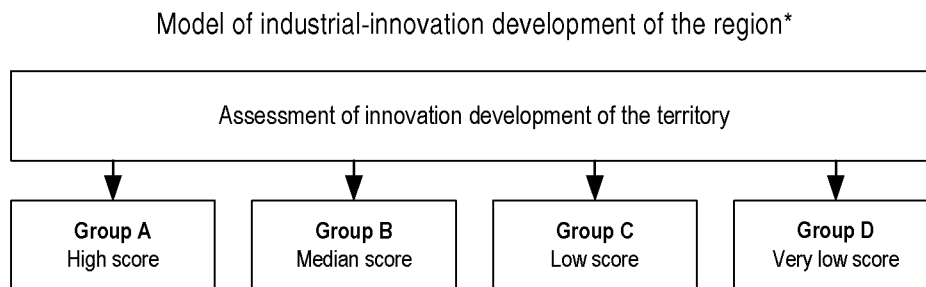 Model of industrial-innovation development of the region*
Assessment of innovation development of the territory
Group A
High score
Group B
Median score
Group C
Low score
Group D
Very low score